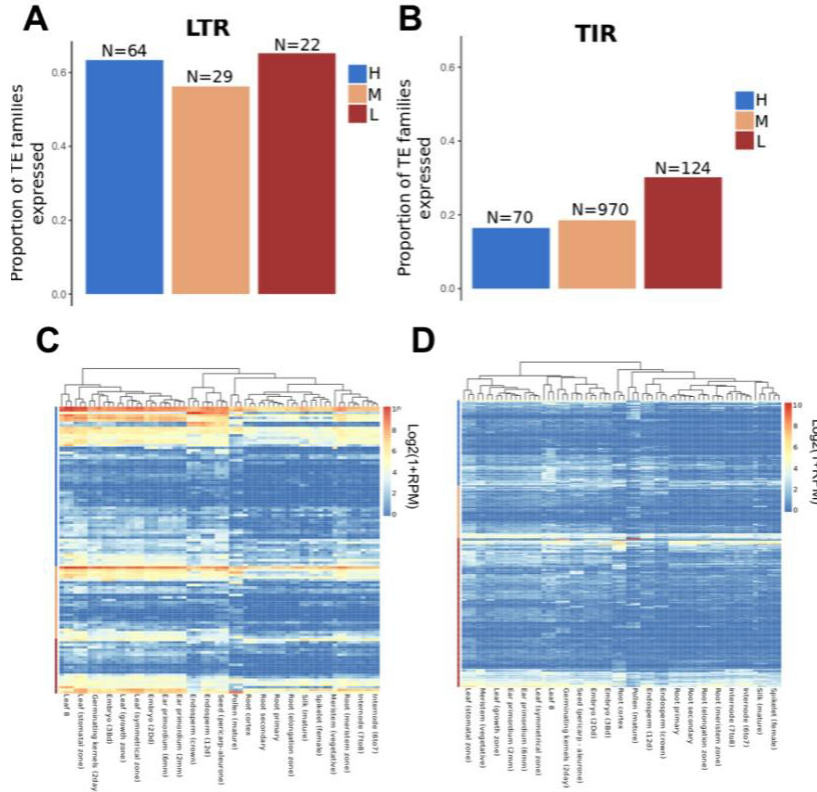 A
LTR
N=64
N=29
N=22
0.6
0.4
0.2
0.0
Proportion of TE families
expressed
H
M
L
B
TIR
N=70
N=970
N=124
0.6
0.4
0.2
0.0
Proportion of TE families
expressed
H
M
L
C
10
8
6
4
2
0
Log2(1+RPM)
Leaf 8
Leaf (stomatal zone)
Germinating kernels (2day
Embryo (38d)
Leaf (growth zone)
Leaf (symmetrical zone)
Embryo (20d)
Ear primordium (6mm)
Ear primordium (2mm)
Endosperm (crown)
Endosperm (12d)
Seed (pericarp-aleurone)
Pollen (mature)
Root cortex
Root secondary
Root primary
Root (elongation zone)
Silk (mature)
Spikelet (female)
Meristem (vegetative)
Root (meristem zone)
Internode (7to8)
Internode (6to7)
D
10
8
6
4
2
0
Log2(1+RPM)
Leaf (stomatal zone)
Meristem (vegetative)
Leaf (growth zone)
Ear primordium (2mm)
Ear primordium (6mm)
Leaf (symmetrical zone)
Leaf 8
Germinating kernels (2day)
Seed (pericarp - aleurone)
Embryo (20d)
Embryo (38d)
Root cortex
Pollen (mature)
Endosperm (12d)
Endosperm (crown)
Root primary
Root secondary
Root (elongation zone)
Root (meristem zone)
Internode (7to8)
Internode (6to7)
Silk (mature)
Spikelet (female)